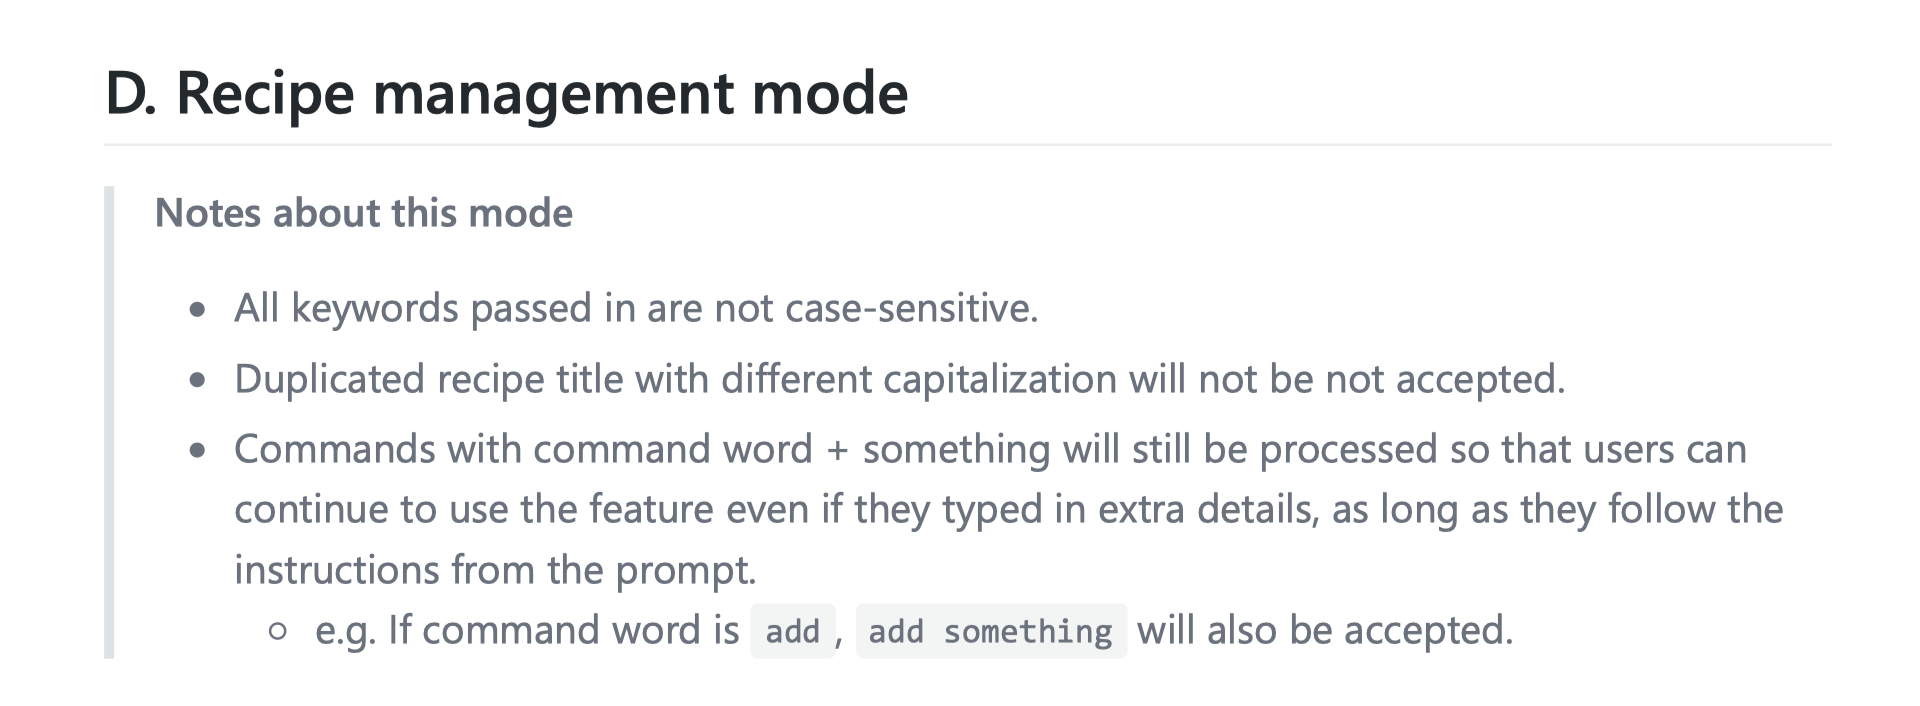 D. Recipe management mode
Notes about this mode
All keywords passed in are not case-sensitive.
Duplicated recipe title with different capitalization will not be not accepted.
Commands with command word + something will still be processed so that users can
continue to use the feature even if they typed in extra details, as long as they follow the
instructions from the prompt.
e.g. If command word is add, add something will also be accepted.